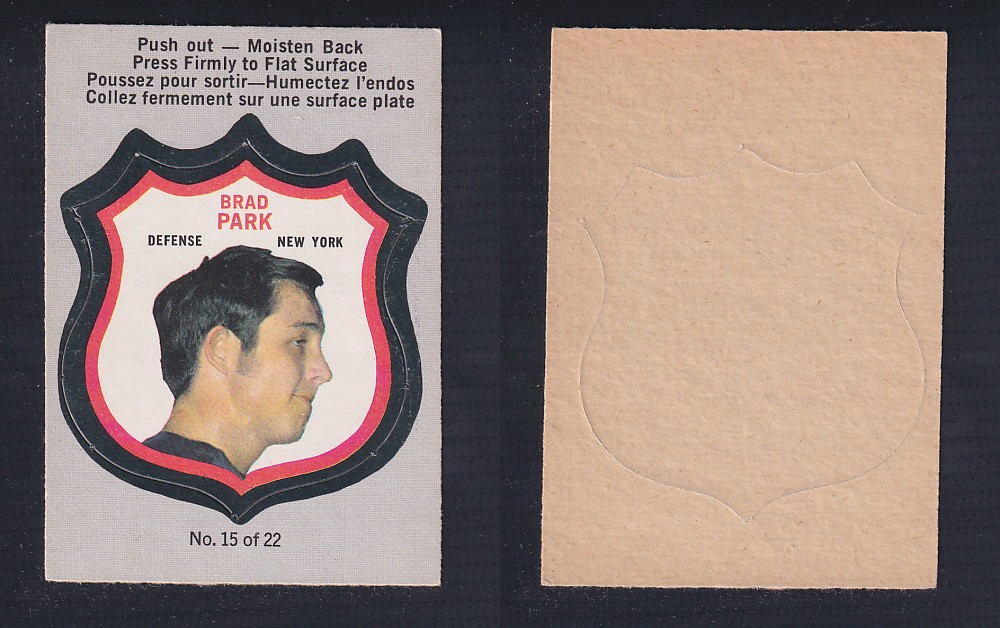 Push out — Moisten Back
Press Firmly to Flat Surface
Poussez pour sortir—Humectez l'endos
Collez fermement sur une surface plate
BRAD
PARK
DEFENSE NEW YORK
No. 15 of 22